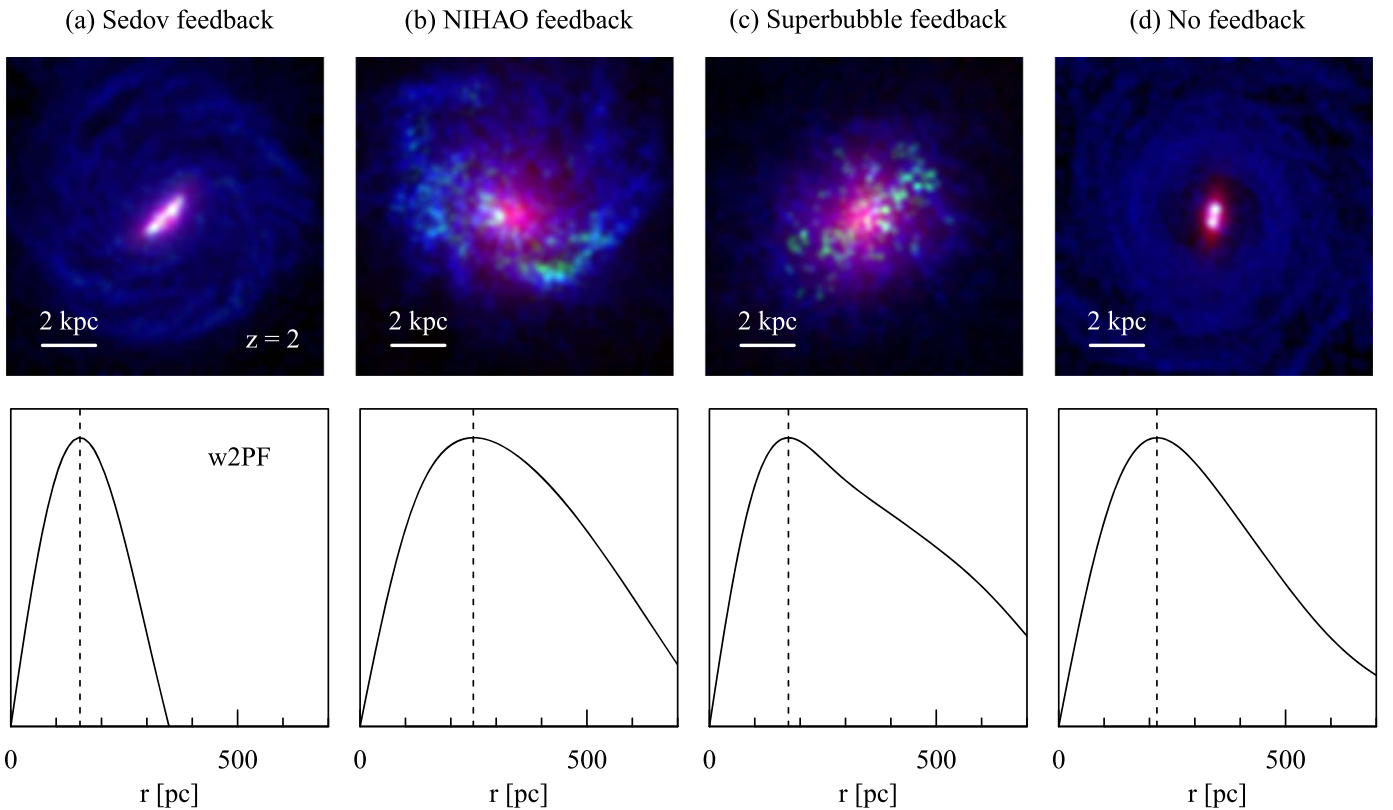 (a) Sedov feedback
(b) NIHAO feedback
(c) Superbubble feedback
(d) No feedback
2 kpc
z = 2
2 kpc
2 kpc
2 kpc
w2PF
0 500
0 500
0 500
0 500
r [pc]
r [pc]
r [pc]
r [pc]